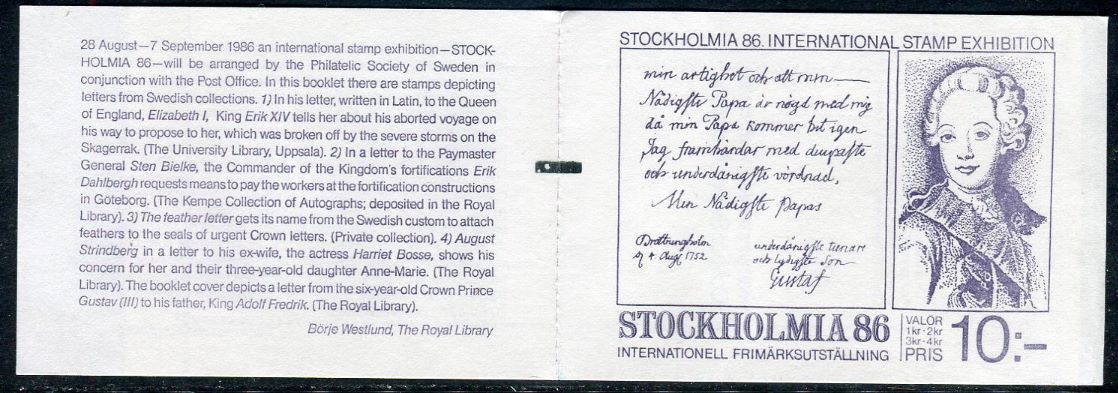 28 August—7 September 1986 an international stamp exhibition—STOCK-
HOLMIA 86—will be arranged by the Philatelic Society of Sweden in
conjunction with the Post Office. In this booklet there are stamps depicting
letters from Swedish collections. 1) In his letter, written in Latin, to the Queen
of England, Elizabeth I, King Erik XIV tells her about his aborted voyage on
his way to propose to her, which was broken off by the severe storms on the
Skagerrak. (The University Library, Uppsala). 2) In a letter to the Paymaster
General Sten Bielke, the Commander of the Kingdom's fortifications Erik
Dahlbergh requests means to pay the workers at the fortification constructions
in Göteborg. (The Kempe Collection of Autographs; deposited in the Royal
Library). 3) The feather letter gets its name from the Swedish custom to attach
feathers to the seals of urgent Crown letters. (Private collection). 4) August
Strindberg in a letter to his ex-wife, the actress Harriet Bosse, shows his
concern for her and their three-year-old daughter Anne-Marie. (The Royal
Library). The booklet cover depicts a letter from the six-year-old Crown Prince
Gustav (III) to his father, King Adolf Fredrik. (The Royal Library).
Börje Westlund, The Royal Library
STOCKHOLMIA 86. INTERNATIONAL STAMP EXHIBITION
min artighet och att min
Nådigste Papa är nögd med mig
då min Papa kommer hit igen
Jag framhärdar med diupaste
och underdånigste vördnad,
Min Nådigste Papas
Drottningholm
d 4 Aug: 1752
underdånigste tienare
och lydigste son
Gustaf
STOCKHOLMIA 86
INTERNATIONELL FRIMÄRKSUTSTÄLLNING
VALÖR
1kr·2kr
3kr·4kr
PRIS
10:–